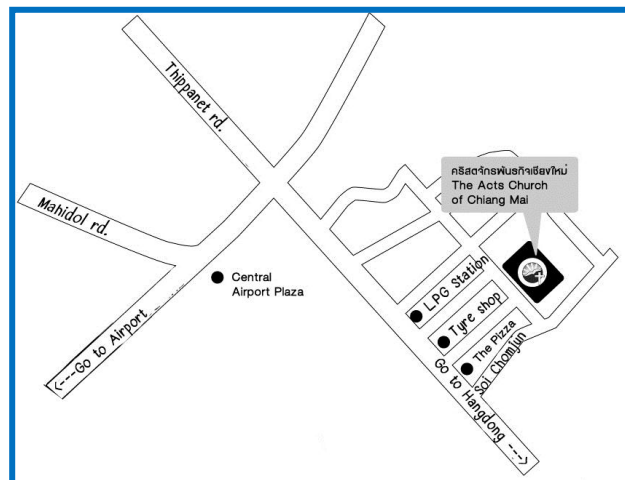 Thippanet rd.
คริสตจักรพันธกิจเชียงใหม่
The Acts Church
of Chiang Mai
Mahidol rd.
Central
Airport Plaza
LPG Station
Tyre shop
The Pizza
Soi Chomjun
<---Go to Airport
Go to Hangdong --->